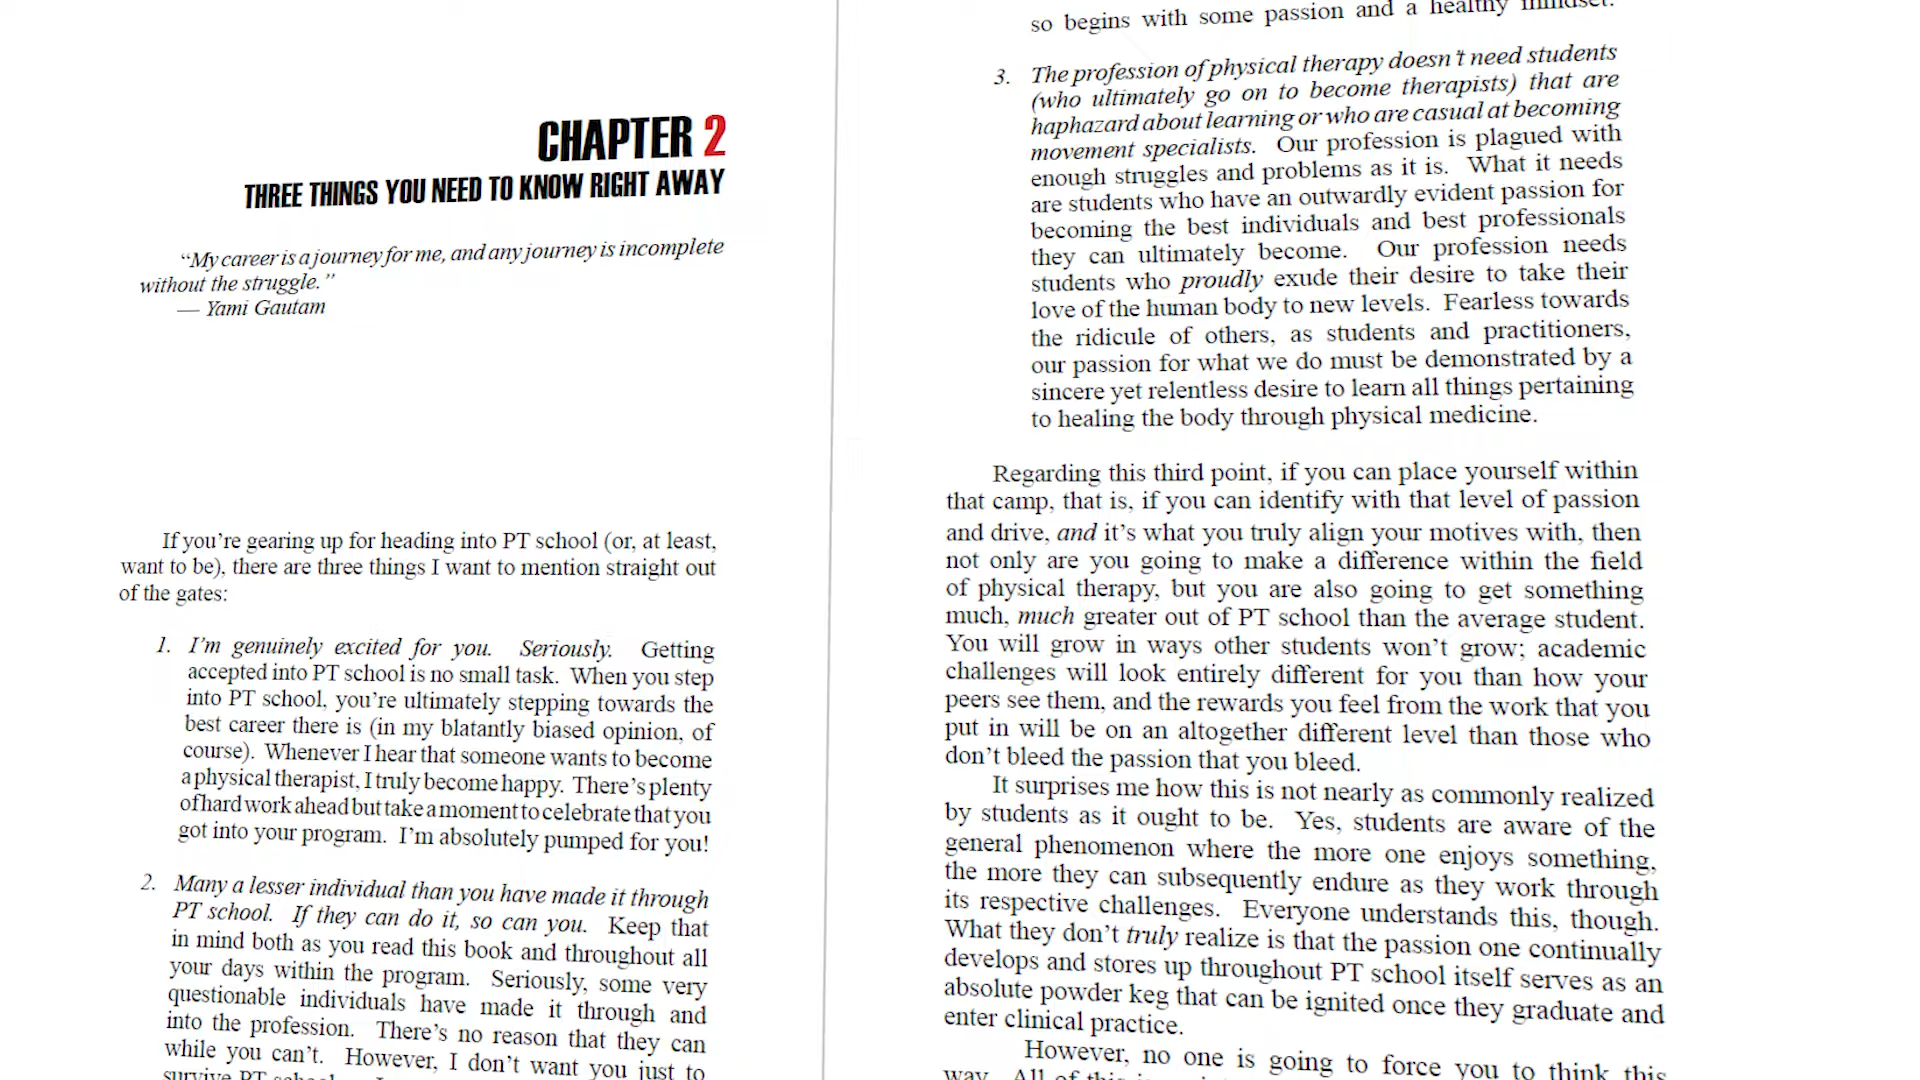 CHAPTER 2
THREE THINGS YOU NEED TO KNOW RIGHT AWAY
“My career is a journey for me, and any journey is incomplete
without the struggle.”
— Yami Gautam
If you’re gearing up for heading into PT school (or, at least,
want to be), there are three things I want to mention straight out
of the gates:
1. I’m genuinely excited for you. Seriously. Getting
accepted into PT school is no small task. When you step
into PT school, you’re ultimately stepping towards the
best career there is (in my blatantly biased opinion, of
course). Whenever I hear that someone wants to become
a physical therapist, I truly become happy. There’s plenty
of hard work ahead but take a moment to celebrate that you
got into your program. I’m absolutely pumped for you!
2. Many a lesser individual than you have made it through
PT school. If they can do it, so can you. Keep that
in mind both as you read this book and throughout all
your days within the program. Seriously, some very
questionable individuals have made it through and
into the profession. There’s no reason that they can
while you can’t. However, I don’t want you just to
survive PT school
so begins with some passion and a healthy mindset.
3. The profession of physical therapy doesn’t need students
(who ultimately go on to become therapists) that are
haphazard about learning or who are casual at becoming
movement specialists. Our profession is plagued with
enough struggles and problems as it is. What it needs
are students who have an outwardly evident passion for
becoming the best individuals and best professionals
they can ultimately become. Our profession needs
students who proudly exude their desire to take their
love of the human body to new levels. Fearless towards
the ridicule of others, as students and practitioners,
our passion for what we do must be demonstrated by a
sincere yet relentless desire to learn all things pertaining
to healing the body through physical medicine.
Regarding this third point, if you can place yourself within
that camp, that is, if you can identify with that level of passion
and drive, and it’s what you truly align your motives with, then
not only are you going to make a difference within the field
of physical therapy, but you are also going to get something
much, much greater out of PT school than the average student.
You will grow in ways other students won’t grow; academic
challenges will look entirely different for you than how your
peers see them, and the rewards you feel from the work that you
put in will be on an altogether different level than those who
don’t bleed the passion that you bleed.
It surprises me how this is not nearly as commonly realized
by students as it ought to be. Yes, students are aware of the
general phenomenon where the more one enjoys something,
the more they can subsequently endure as they work through
its respective challenges. Everyone understands this, though.
What they don’t truly realize is that the passion one continually
develops and stores up throughout PT school itself serves as an
absolute powder keg that can be ignited once they graduate and
enter clinical practice.
However, no one is going to force you to think this
way. All of this